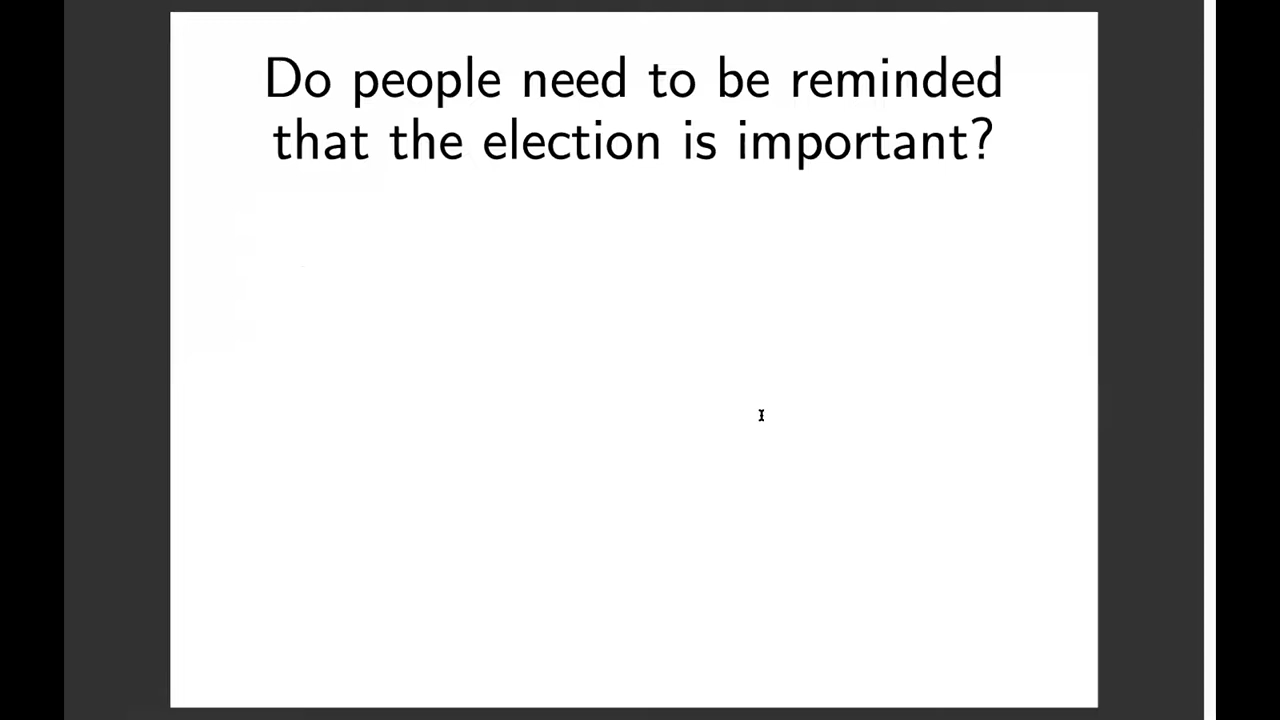 Do people need to be reminded
that the election is important?